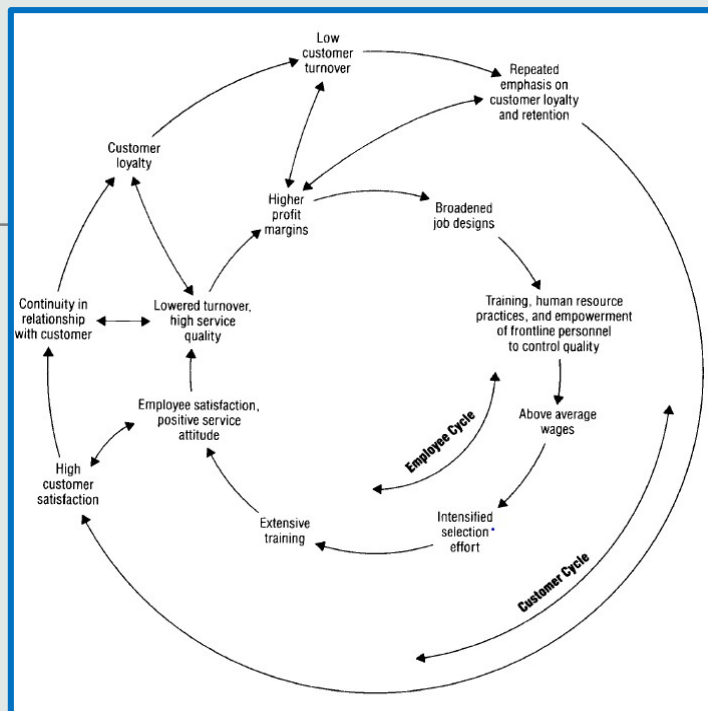 Low
customer
turnover
Repeated
emphasis on
customer loyalty
and retention
Customer
loyalty
Higher
profit
margins
Broadened
job designs
Continuity in
relationship
with customer
Lowered turnover,
high service
quality
Training, human resource
practices, and empowerment
of frontline personnel
to control quality
Employee satisfaction,
positive service
attitude
Above average
wages
Employee Cycle
High
customer
satisfaction
Extensive
training
Intensified
selection
effort
Customer Cycle